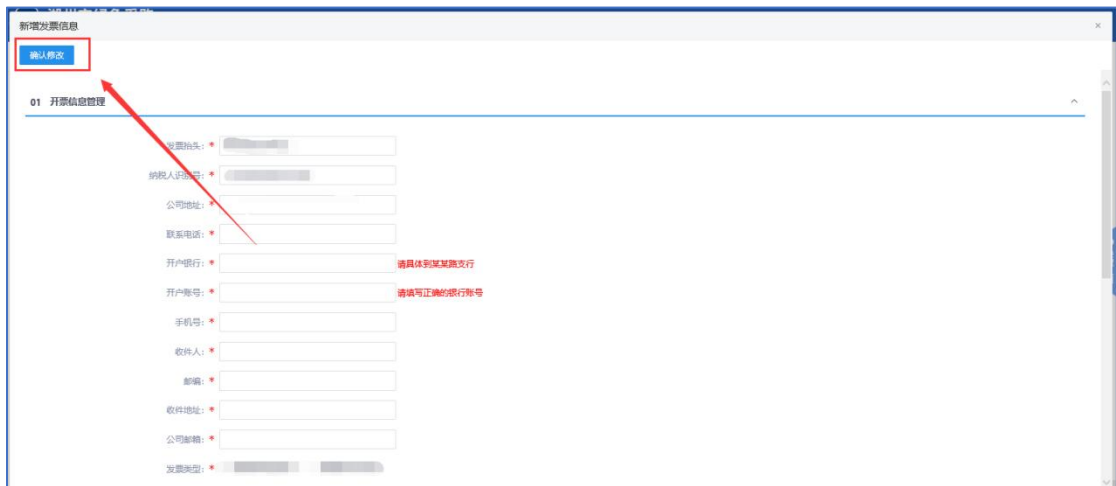 新增发票信息
确认修改
01 开票信息管理
发票抬头: *
纳税人识别号: *
公司地址: *
联系电话: *
开户银行: * 请具体到某某路支行
开户账号: * 请填写正确的银行账号
手机号: *
收件人: *
邮编: *
收件地址: *
公司邮箱: *
发票类型: *